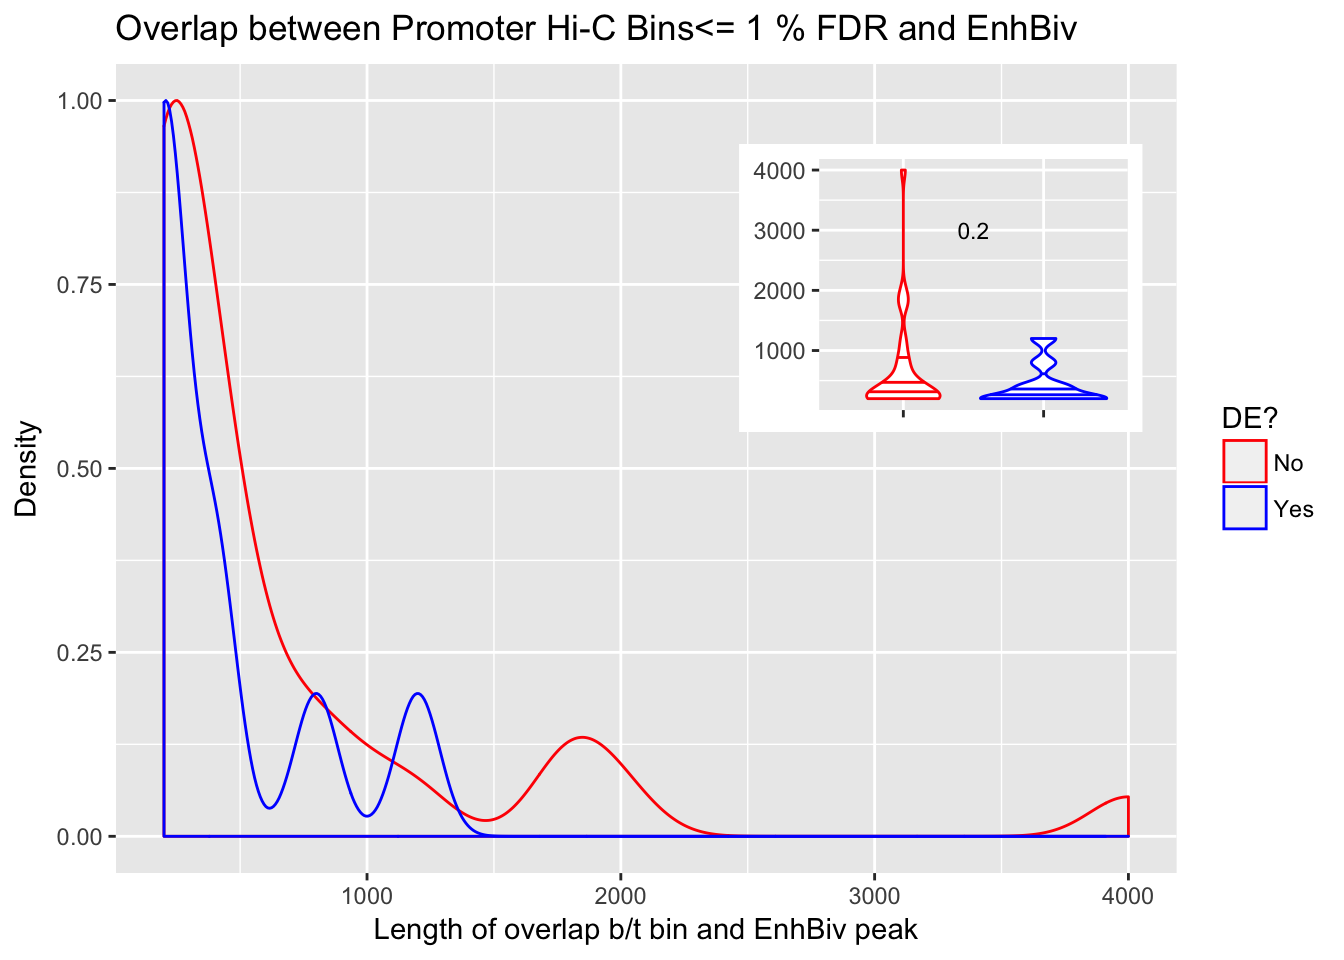 Overlap between Promoter Hi-C Bins<= 1 % FDR and EnhBiv
1.00
0.75
0.50
0.25
0.00
Density
1000
2000
3000
4000
Length of overlap b/t bin and EnhBiv peak
4000
3000
2000
1000
0.2
DE?
No
Yes